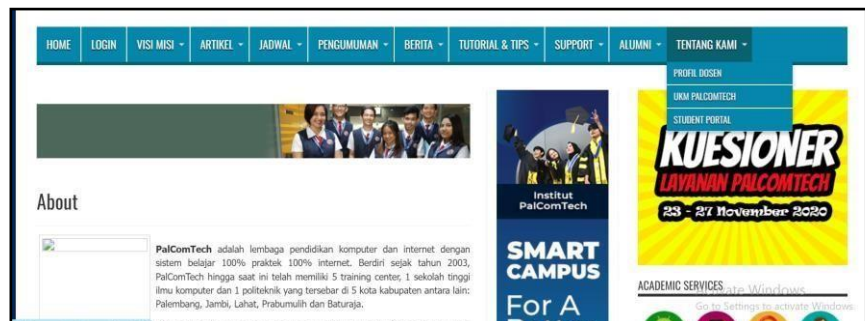 HOME LOGIN VISI MISI ARTIKEL JADWAL PENGUMUMAN BERITA TUTORIAL & TIPS SUPPORT ALUMNI TENTANG KAMI
PROFIL DOSEN
UKM PALCOMTECH
STUDENT PORTAL
About
PalComTech adalah lembaga pendidikan komputer dan internet dengan
sistem belajar 100% praktek 100% internet. Berdiri sejak tahun 2003,
PalComTech hingga saat ini telah memiliki 5 training center, 1 sekolah tinggi
ilmu komputer dan 1 politeknik yang tersebar di 5 kota kabupaten antara lain:
Palembang, Jambi, Lahat, Prabumulih dan Baturaja.
Institut
PalComTech
SMART
CAMPUS
For A
KUESIONER
LAYANAN PALCOMTECH
23 - 27 November 2020
ACADEMIC SERVICES
Activate Windows
Go to Settings to activate Windows.